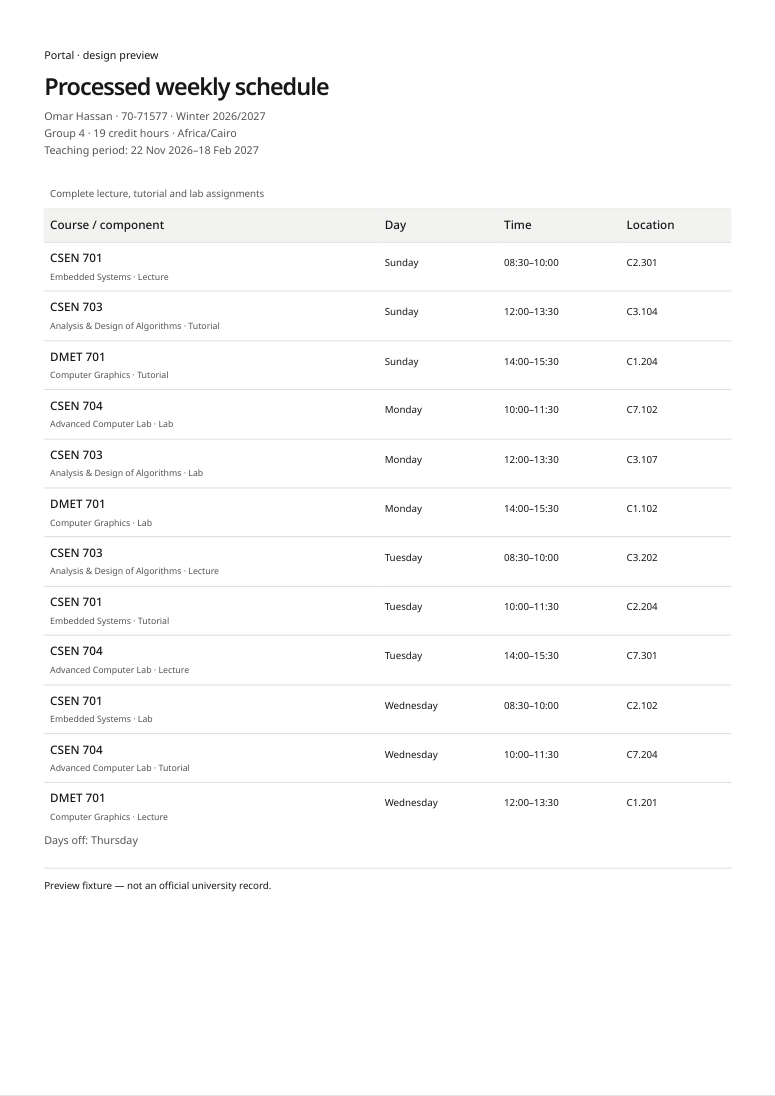 Portal · design preview
Processed weekly schedule
Omar Hassan · 70-71577 · Winter 2026/2027
Group 4 · 19 credit hours · Africa/Cairo
Teaching period: 22 Nov 2026–18 Feb 2027
Complete lecture, tutorial and lab assignments
Course / component Day Time Location
CSEN 701 Sunday 08:30–10:00 C2.301
Embedded Systems · Lecture
CSEN 703 Sunday 12:00–13:30 C3.104
Analysis & Design of Algorithms · Tutorial
DMET 701 Sunday 14:00–15:30 C1.204
Computer Graphics · Tutorial
CSEN 704 Monday 10:00–11:30 C7.102
Advanced Computer Lab · Lab
CSEN 703 Monday 12:00–13:30 C3.107
Analysis & Design of Algorithms · Lab
DMET 701 Monday 14:00–15:30 C1.102
Computer Graphics · Lab
CSEN 703 Tuesday 08:30–10:00 C3.202
Analysis & Design of Algorithms · Lecture
CSEN 701 Tuesday 10:00–11:30 C2.204
Embedded Systems · Tutorial
CSEN 704 Tuesday 14:00–15:30 C7.301
Advanced Computer Lab · Lecture
CSEN 701 Wednesday 08:30–10:00 C2.102
Embedded Systems · Lab
CSEN 704 Wednesday 10:00–11:30 C7.204
Advanced Computer Lab · Tutorial
DMET 701 Wednesday 12:00–13:30 C1.201
Computer Graphics · Lecture
Days off: Thursday
Preview fixture — not an official university record.